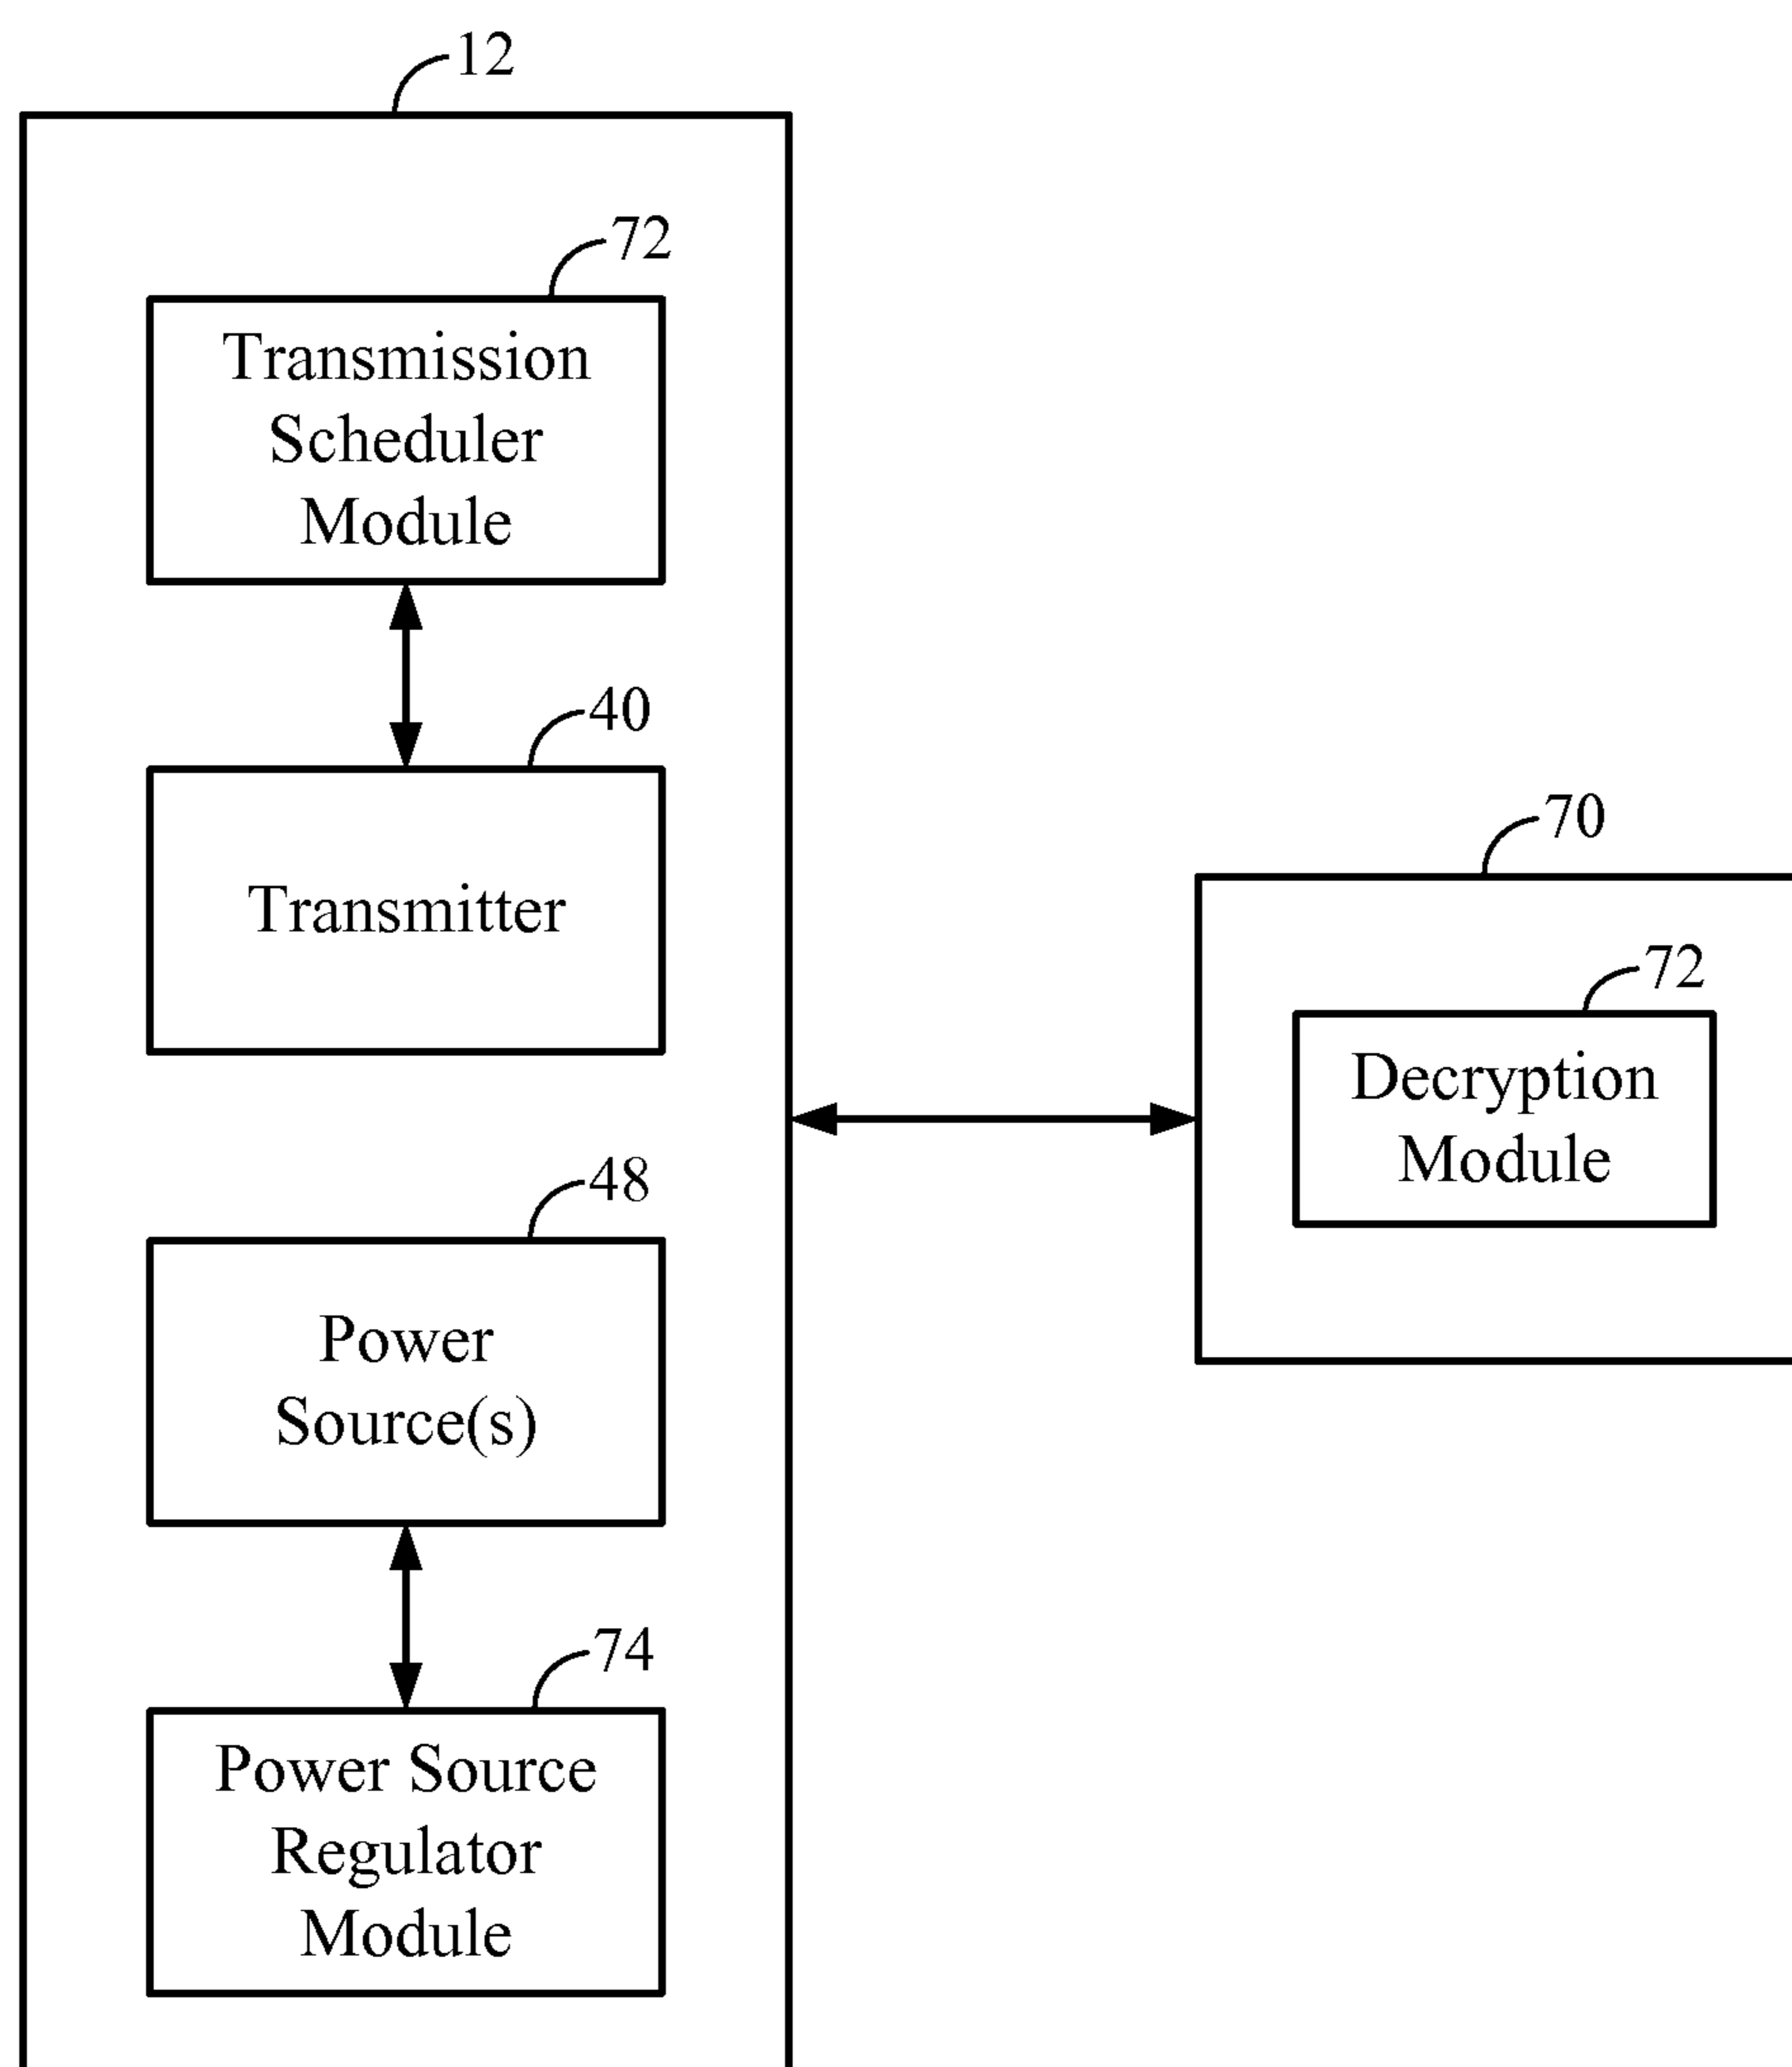 12
72
Transmission
Scheduler
Module
40
Transmitter
48
Power
Source(s)
74
Power Source
Regulator
Module
70
72
Decryption
Module